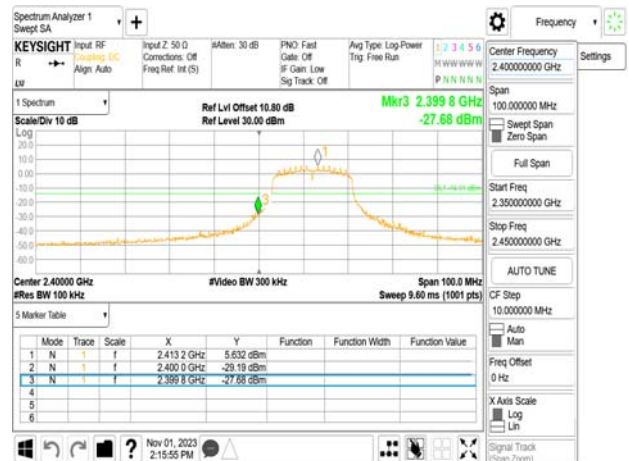 Spectrum Analyzer 1
Swept SA
+
Frequency
KEYSIGHT
R
Input: RF
Coupling: DC
Align: Auto
Input Z: 50 Ω
Corrections: Off
Freq Ref: Int (S)
#Atten: 30 dB
PNO: Fast
Gate: Off
IF Gain: Low
Sig Track: Off
Avg Type: Log-Power
Trig: Free Run
1 2 3 4 5 6
M W W W W W
P N N N N N
1 Spectrum
Scale/Div 10 dB
Log
Ref Lvl Offset 10.80 dB
Ref Level 30.00 dBm
Mkr3 2.399 8 GHz
-27.68 dBm
20.0
10.0
0.00
-10.0
-20.0
-30.0
-40.0
-50.0
-60.0
1
3
Center 2.40000 GHz
#Res BW 100 kHz
#Video BW 300 kHz
Span 100.0 MHz
Sweep 9.60 ms (1001 pts)
5 Marker Table
Mode Trace Scale X Y Function Function Width Function Value
1 N 1 f 2.413 2 GHz 5.632 dBm
2 N 1 f 2.400 0 GHz -29.19 dBm
3 N 1 f 2.399 8 GHz -27.68 dBm
4
5
6
?
Nov 01, 2023
2:15:55 PM
Center Frequency
2.400000000 GHz
Settings
Span
100.000000 MHz
Swept Span
Zero Span
Full Span
Start Freq
2.350000000 GHz
Stop Freq
2.450000000 GHz
AUTO TUNE
CF Step
10.000000 MHz
Auto
Man
Freq Offset
0 Hz
X Axis Scale
Log
Lin
Signal Track
(Span Zoom)